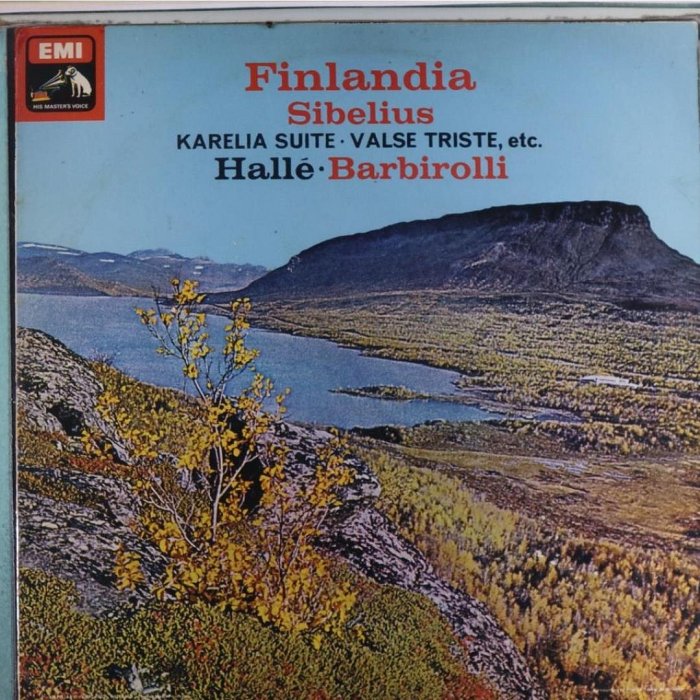 EMI
HIS MASTER'S VOICE
Finlandia
Sibelius
KARELIA SUITE · VALSE TRISTE, etc.
Hallé · Barbirolli